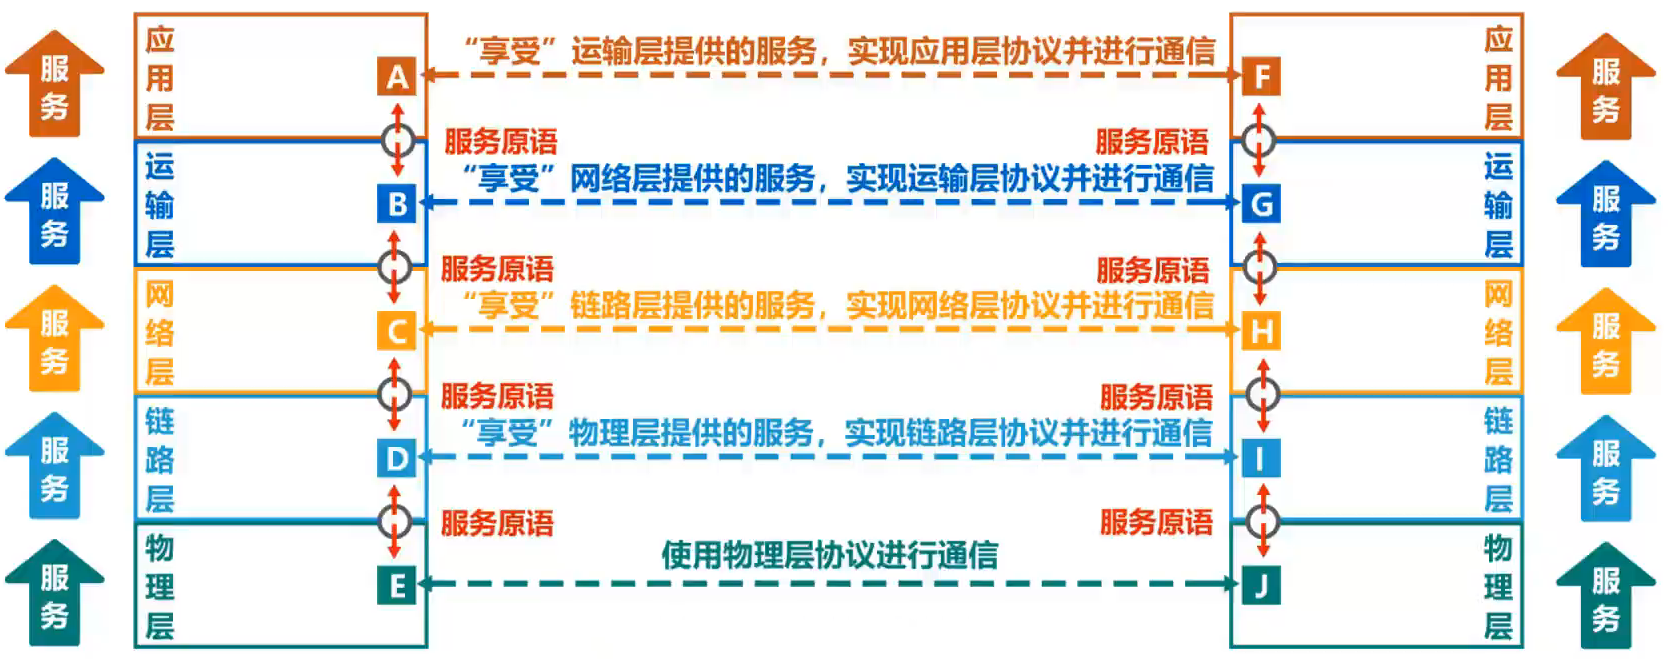 服务
应用层
A
“享受”运输层提供的服务，实现应用层协议并进行通信
F
应用层
服务
服务原语
服务原语
服务
运输层
B
“享受”网络层提供的服务，实现运输层协议并进行通信
G
运输层
服务
服务原语
服务原语
服务
网络层
C
“享受”链路层提供的服务，实现网络层协议并进行通信
H
网络层
服务
服务原语
服务原语
服务
链路层
D
“享受”物理层提供的服务，实现链路层协议并进行通信
I
链路层
服务
服务原语
服务原语
服务
物理层
E
使用物理层协议进行通信
J
物理层
服务